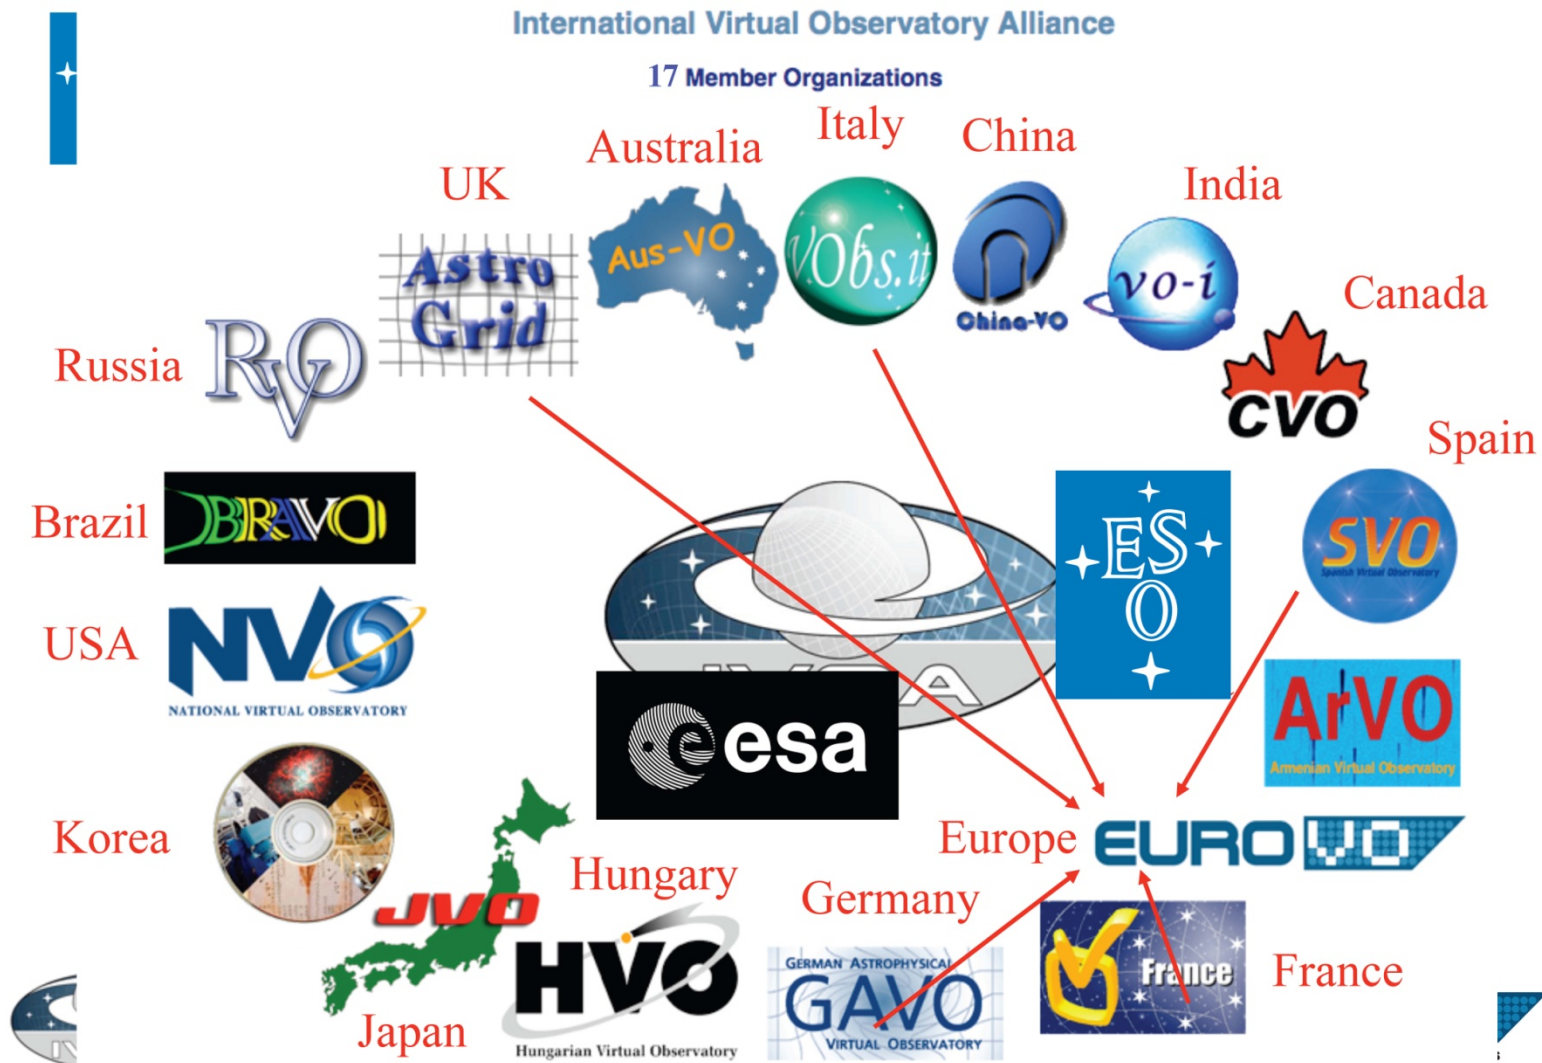 International Virtual Observatory Alliance
17 Member Organizations
Italy
China
Australia
UK
India
Astro
Grid
Aus-VO
VObs.it
China-VO
vo-i
Canada
CVO
Russia
RVO
Spain
SVO
Spanish Virtual Observatory
Brazil
BRAVO
ESO
USA
NVO
NATIONAL VIRTUAL OBSERVATORY
esa
ArVO
Armenian Virtual Observatory
Korea
Europe
EURO VO
Hungary
Germany
JVO
Japan
HVO
Hungarian Virtual Observatory
GERMAN ASTROPHYSICAL
GAVO
VIRTUAL OBSERVATORY
France
France